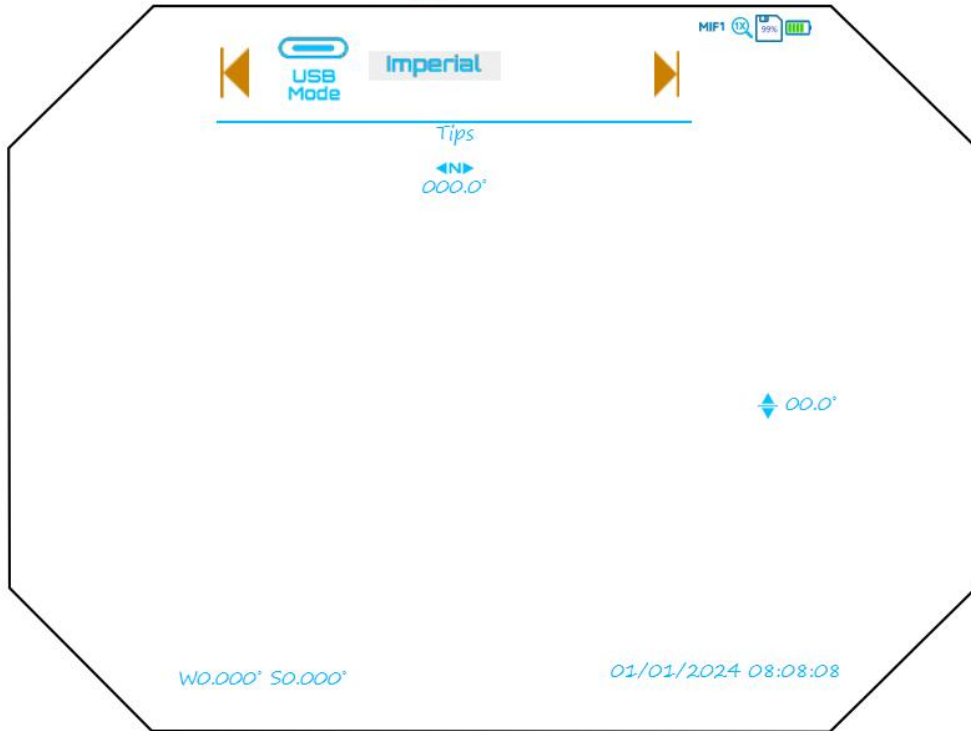 MIF1 1X 99%
USB
Mode
Imperial
Tips
N
000.0°
00.0°
W0.000° S0.000°
01/01/2024 08:08:08